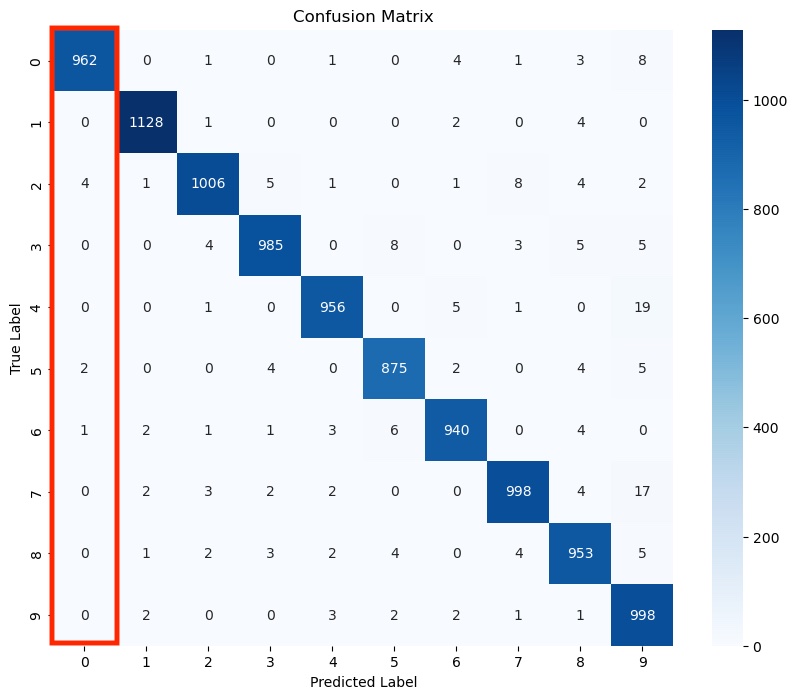 Confusion Matrix
0 962 0 1 0 1 0 4 1 3 8
1 0 1128 1 0 0 0 2 0 4 0
2 4 1 1006 5 1 0 1 8 4 2
3 0 0 4 985 0 8 0 3 5 5
4 0 0 1 0 956 0 5 1 0 19
5 2 0 0 4 0 875 2 0 4 5
6 1 2 1 1 3 6 940 0 4 0
7 0 2 3 2 2 0 0 998 4 17
8 0 1 2 3 2 4 0 4 953 5
9 0 2 0 0 3 2 2 1 1 998
0 1 2 3 4 5 6 7 8 9
True Label
Predicted Label
1000
800
600
400
200
0